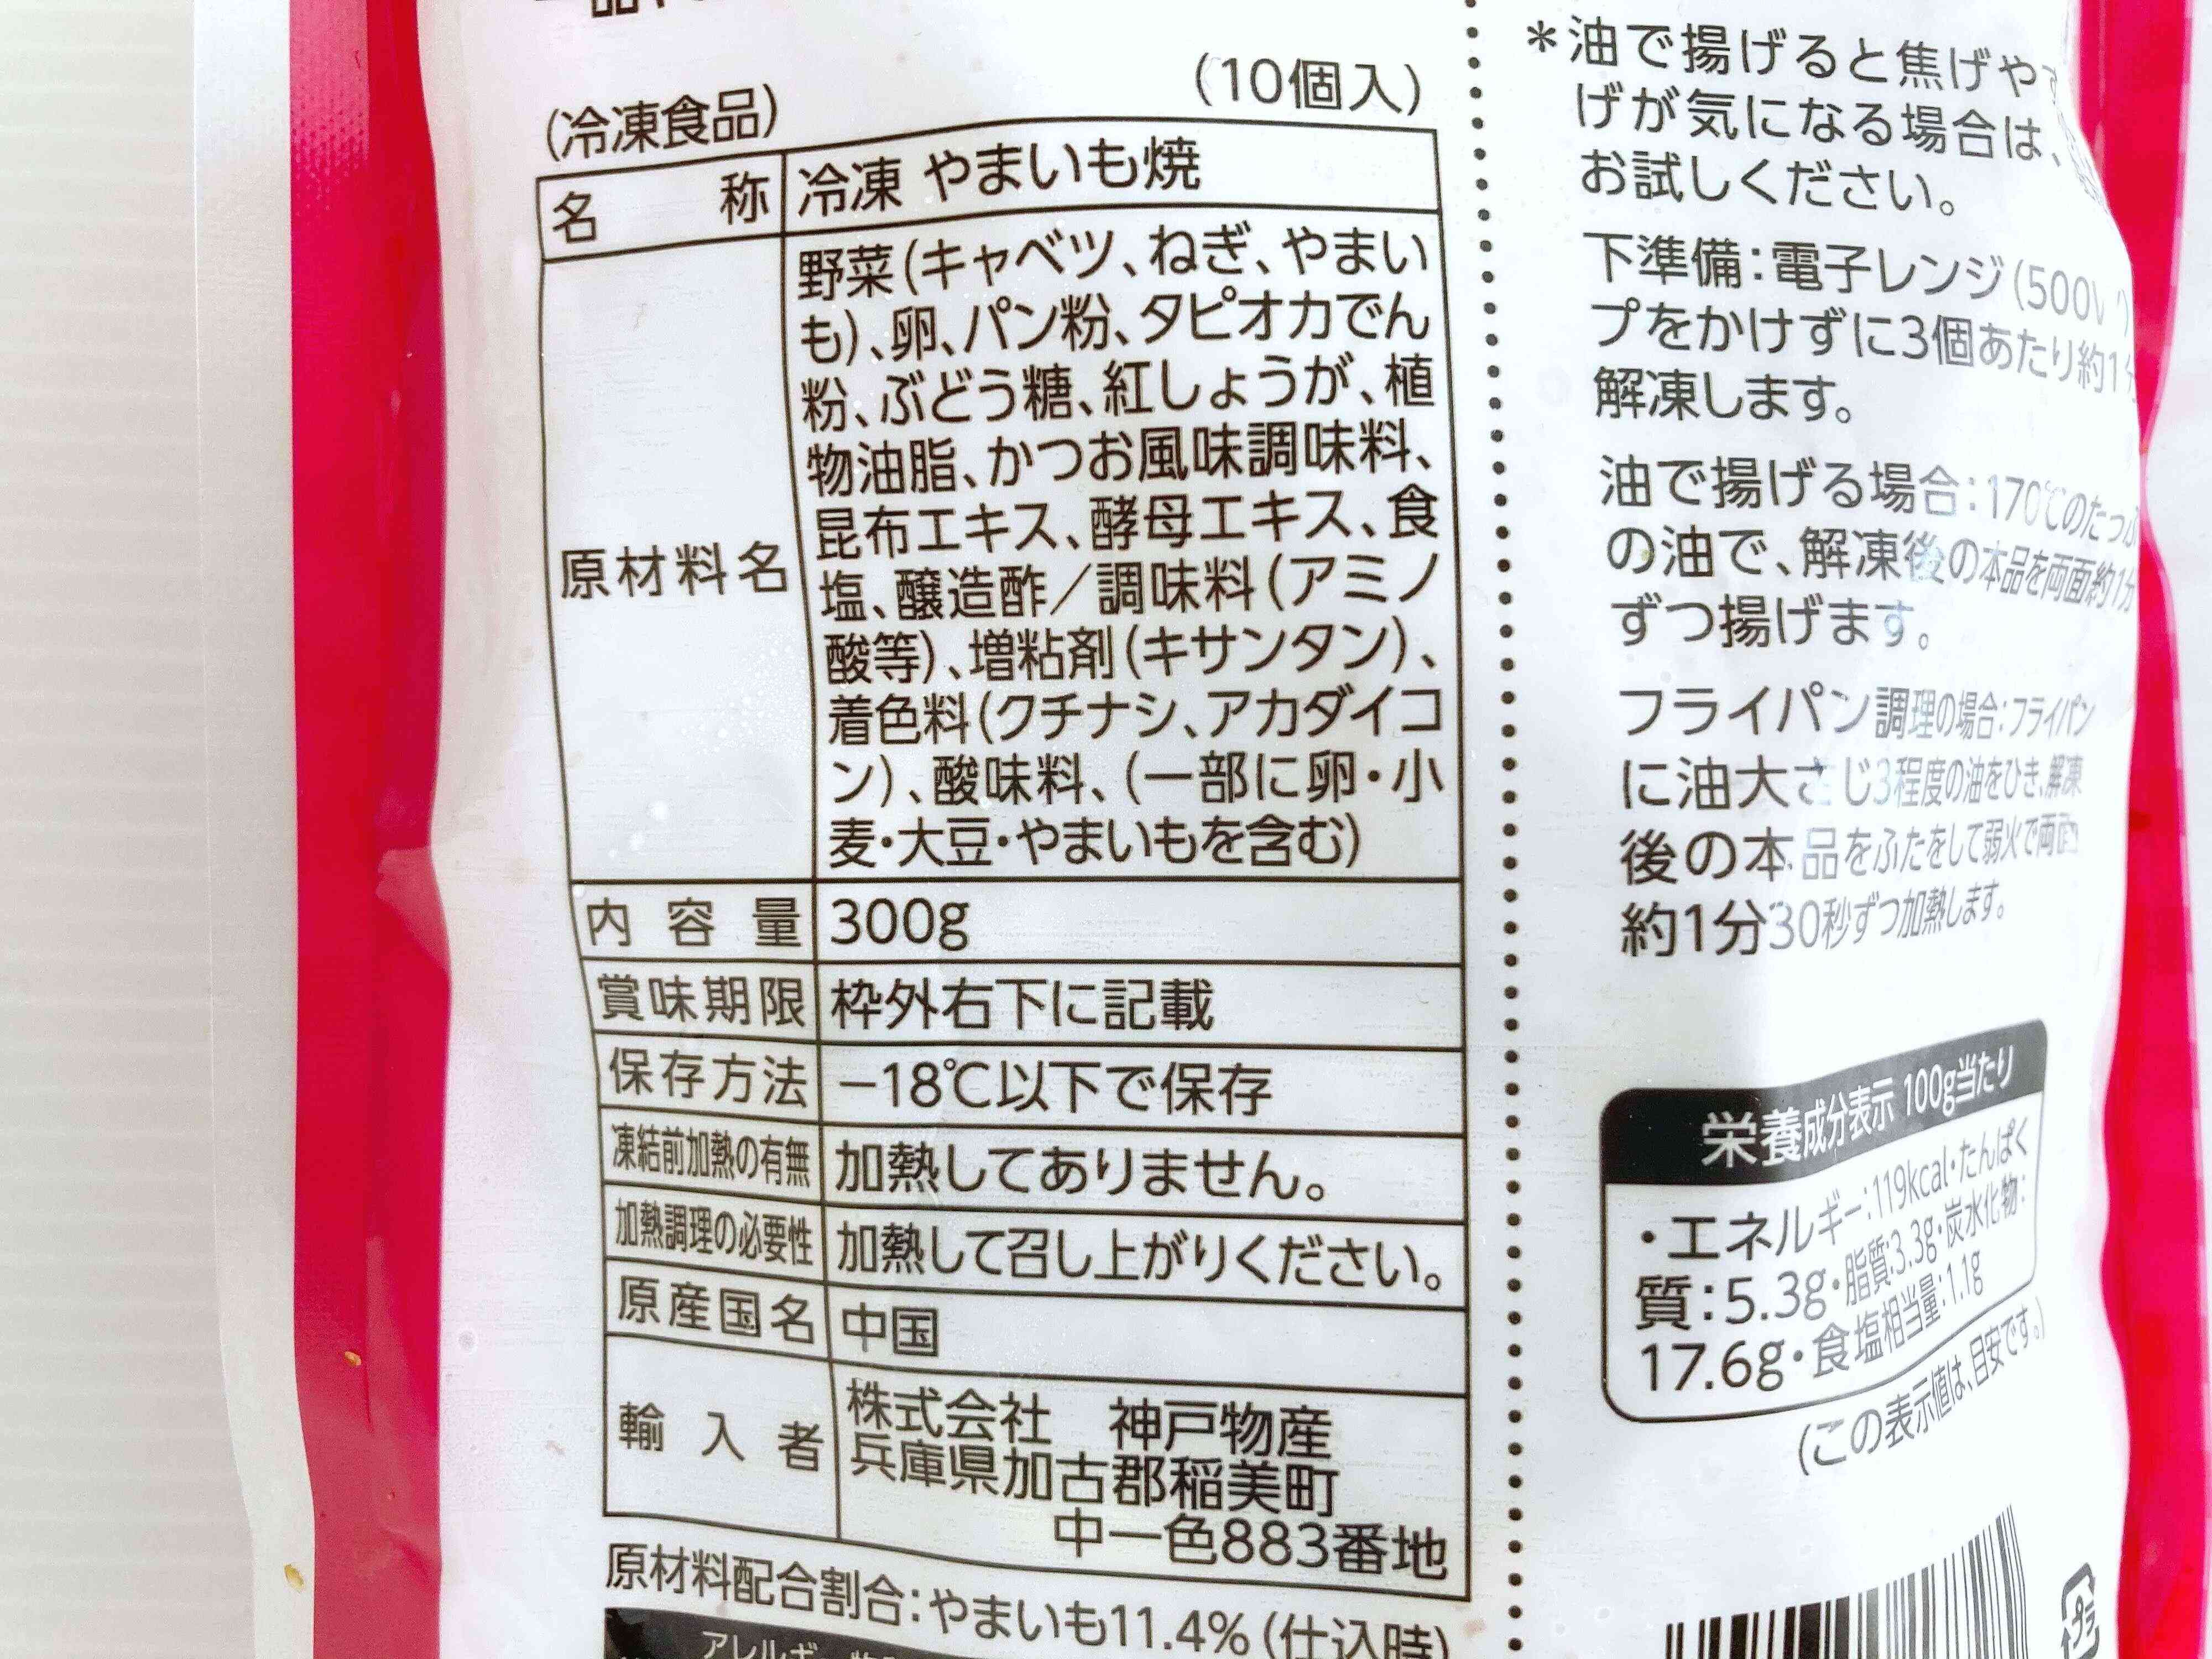 (冷凍食品)
(10個入)
名称 冷凍 やまいも焼
原材料名
野菜(キャベツ、ねぎ、やまい
も)、卵、パン粉、タピオカでん
粉、ぶどう糖、紅しょうが、植
物油脂、かつお風味調味料、
昆布エキス、酵母エキス、食
塩、醸造酢/調味料(アミノ
酸等)、増粘剤(キサンタン)、
着色料(クチナシ、アカダイコ
ン)、酸味料、(一部に卵・小
麦・大豆・やまいもを含む)
内容量 300g
賞味期限 枠外右下に記載
保存方法 −18℃以下で保存
凍結前加熱の有無 加熱してありません。
加熱調理の必要性 加熱して召し上がりください。
原産国名 中国
輸入者 株式会社 神戸物産
兵庫県加古郡稲美町
中一色883番地
原材料配合割合:やまいも11.4%(仕込時)
*油で揚げると焦げや
げが気になる場合は、
お試しください。
下準備:電子レンジ(500
プをかけずに3個あたり約1
解凍します。
油で揚げる場合:170℃のたっ
の油で、解凍後の本品を両面約1分
ずつ揚げます。
フライパン調理の場合:フライパン
に油大さじ3程度の油をひき、解凍
後の本品をふたをして弱火で両面
約1分30秒ずつ加熱します。
栄養成分表示 100g当たり
・エネルギー:119kcal・たんぱく
質:5.3g・脂質:3.3g・炭水化物:
17.6g・食塩相当量:1.1g
(この表示値は、目安です。)